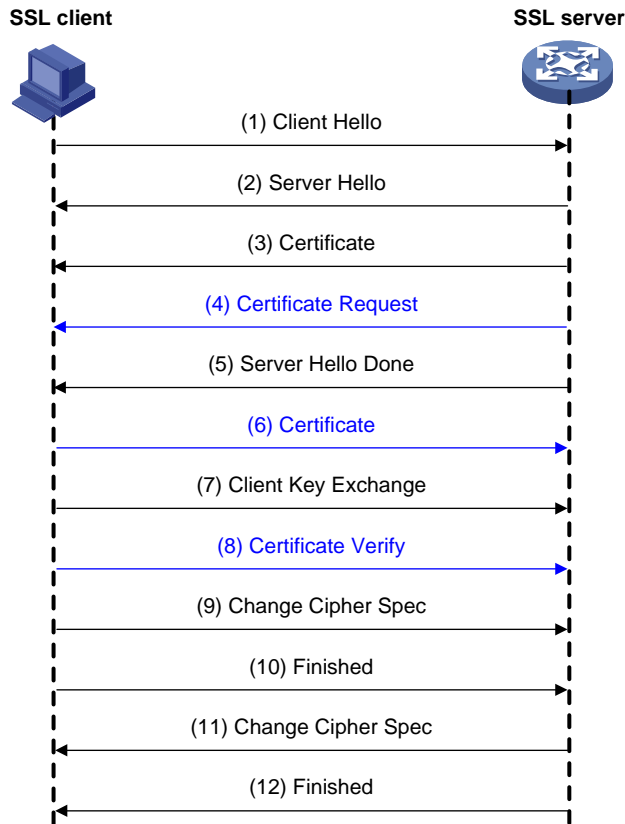 SSL client
SSL server
(1) Client Hello
(2) Server Hello
(3) Certificate
(4) Certificate Request
(5) Server Hello Done
(6) Certificate
(7) Client Key Exchange
(8) Certificate Verify
(9) Change Cipher Spec
(10) Finished
(11) Change Cipher Spec
(12) Finished